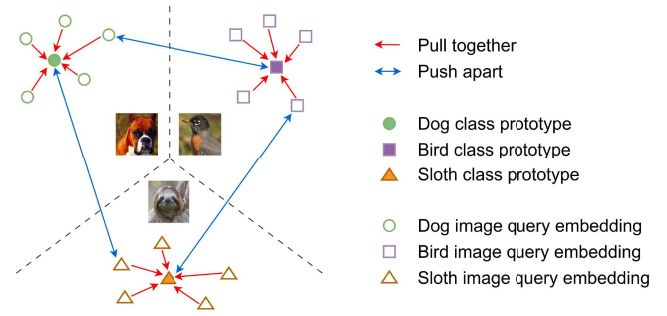 Pull together
Push apart
Dog class prototype
Bird class prototype
Sloth class prototype
Dog image query embedding
Bird image query embedding
Sloth image query embedding